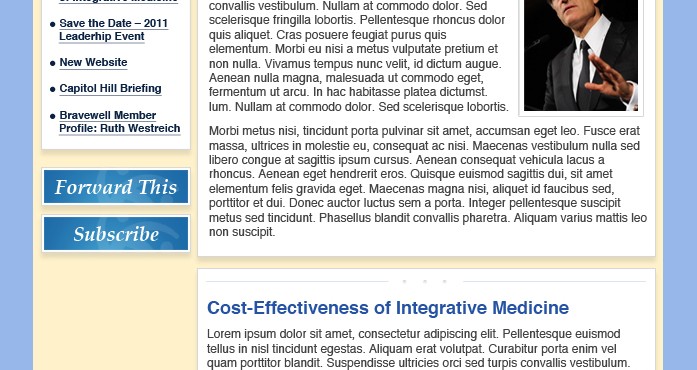 Save the Date – 2011
Leaderhip Event
New Website
Capitol Hill Briefing
Bravewell Member
Profile: Ruth Westreich
Forward This
Subscribe
convallis vestibulum. Nullam at commodo dolor. Sed
scelerisque fringilla lobortis. Pellentesque rhoncus dolor
quis aliquet. Cras posuere feugiat purus quis
elementum. Morbi eu nisi a metus vulputate pretium et
non nulla. Vivamus tempus nunc velit, id dictum augue.
Aenean nulla magna, malesuada ut commodo eget,
fermentum ut arcu. In hac habitasse platea dictumst.
lum. Nullam at commodo dolor. Sed scelerisque lobortis.
Morbi metus nisi, tincidunt porta pulvinar sit amet, accumsan eget leo. Fusce erat
massa, ultrices in molestie eu, consequat ac nisi. Maecenas vestibulum nulla sed
libero congue at sagittis ipsum cursus. Aenean consequat vehicula lacus a
rhoncus. Aenean eget hendrerit eros. Quisque euismod sagittis dui, sit amet
elementum felis gravida eget. Maecenas magna nisi, aliquet id faucibus sed,
porttitor et dui. Donec auctor luctus sem a porta. Integer pellentesque suscipit
metus sed tincidunt. Phasellus blandit convallis pharetra. Aliquam varius mattis leo
non suscipit.
Cost-Effectiveness of Integrative Medicine
Lorem ipsum dolor sit amet, consectetur adipiscing elit. Pellentesque euismod
tellus in nisl tincidunt egestas. Aliquam erat volutpat. Curabitur porta enim vel
quam porttitor blandit. Suspendisse ultricies orci sed turpis convallis vestibulum.